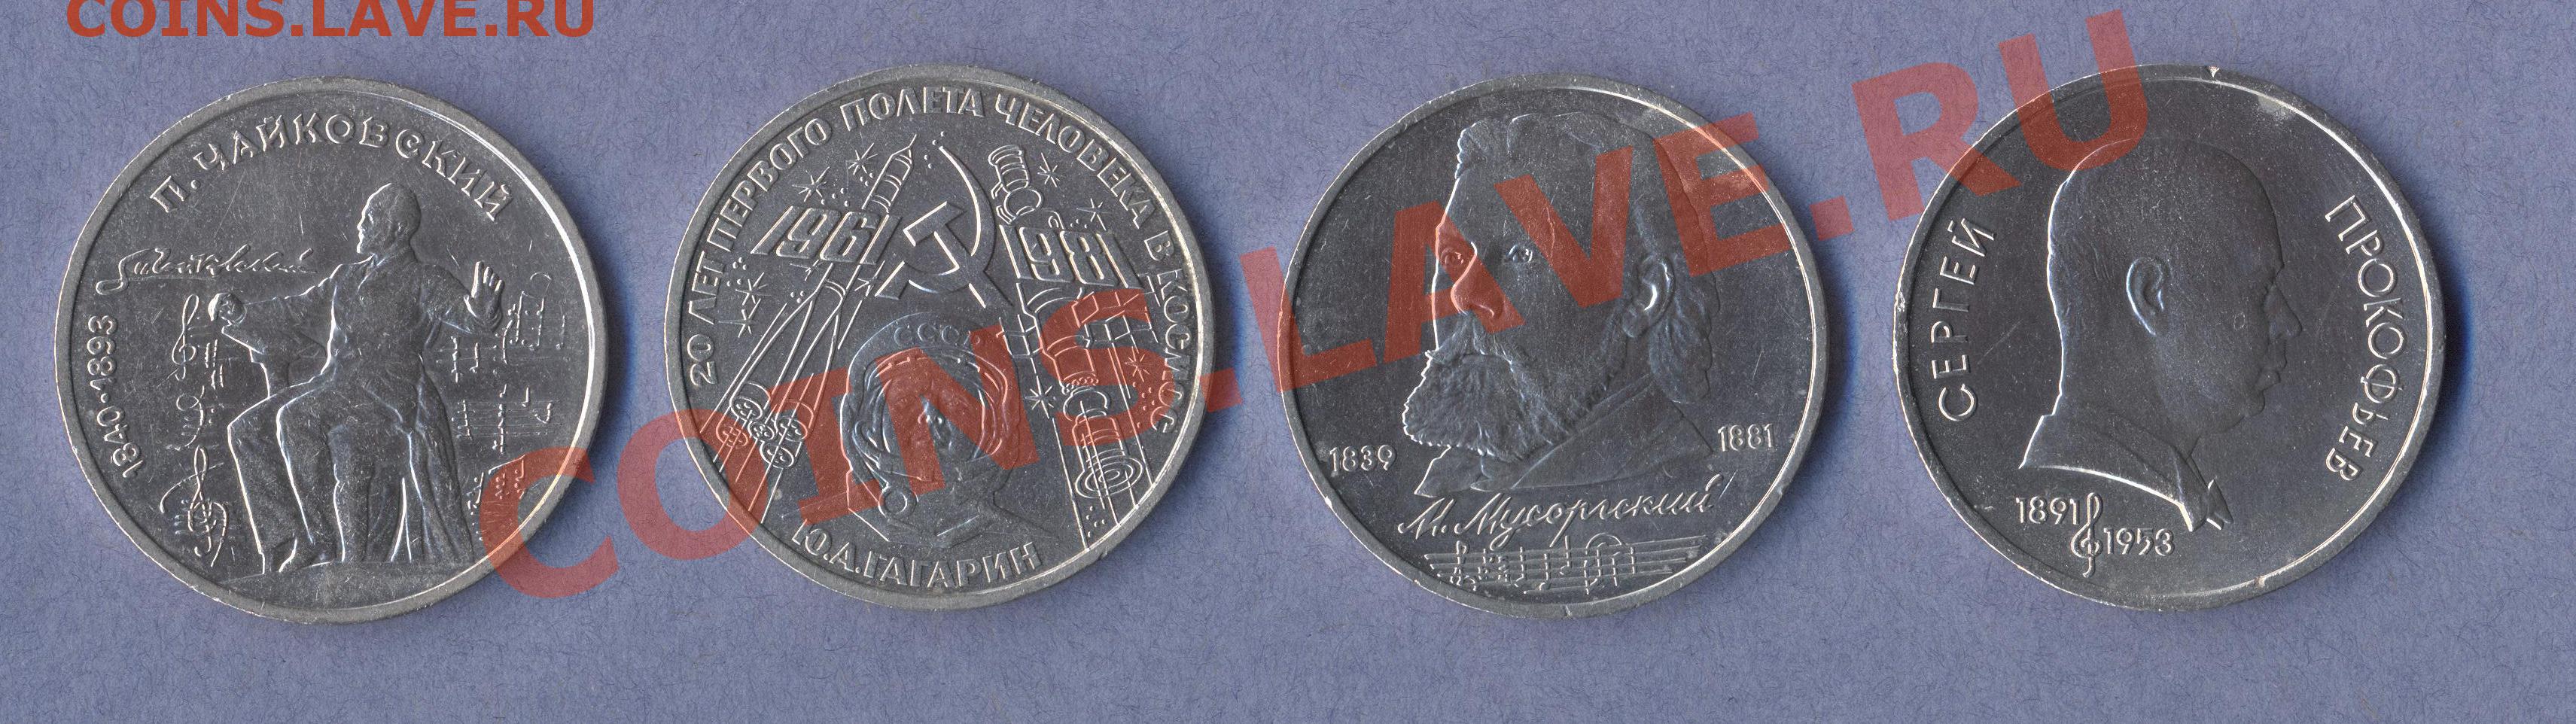 COINS.LAVE.RU
П. ЧАЙКОВСКИЙ
1840·1893
20 ЛЕТ ПЕРВОГО ПОЛЕТА ЧЕЛОВЕКА В КОСМОС
1961
1981
СССР
Ю.А.ГАГАРИН
1839
1881
М. Мусоргский
СЕРГЕЙ
ПРОКОФЬЕВ
1891
1953
COINS.LAVE.RU